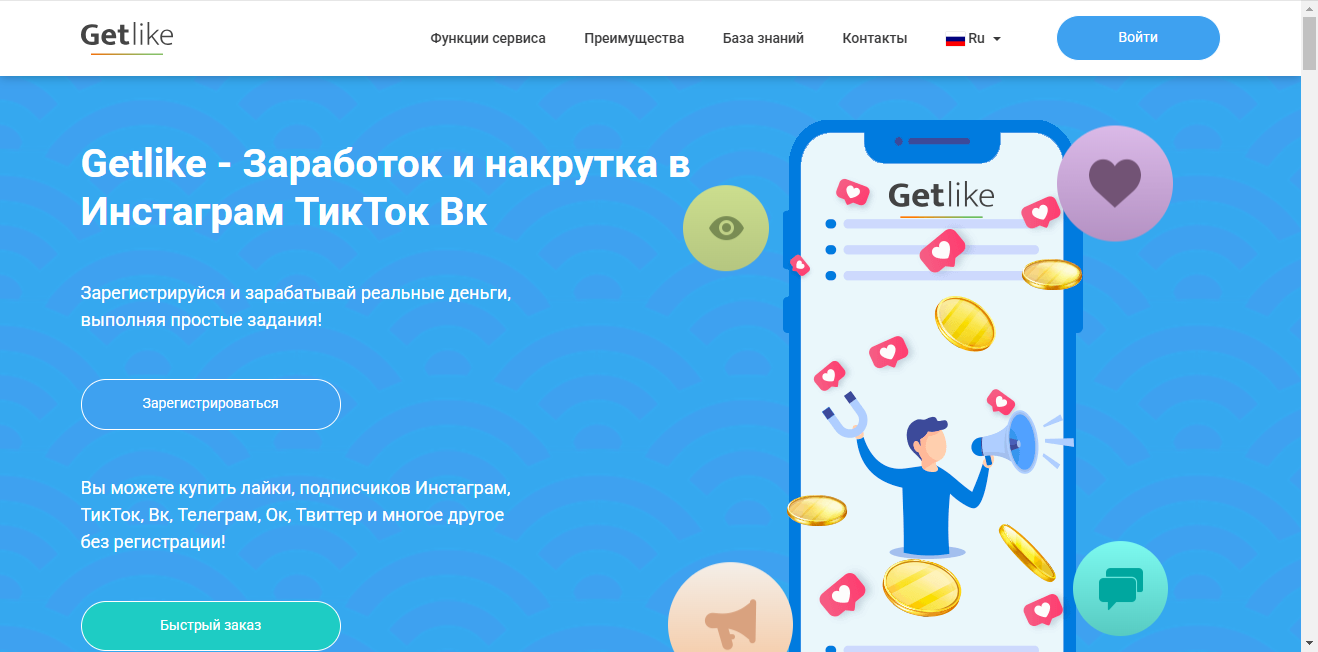 Getlike
Функции сервиса
Преимущества
База знаний
Контакты
Ru
Войти
Getlike - Заработок и накрутка в
Инстаграм ТикТок Вк
Зарегистрируйся и зарабатывай реальные деньги,
выполняя простые задания!
Зарегистрироваться
Вы можете купить лайки, подписчиков Инстаграм,
ТикТок, Вк, Телеграм, Ок, Твиттер и многое другое
без регистрации!
Быстрый заказ
Getlike